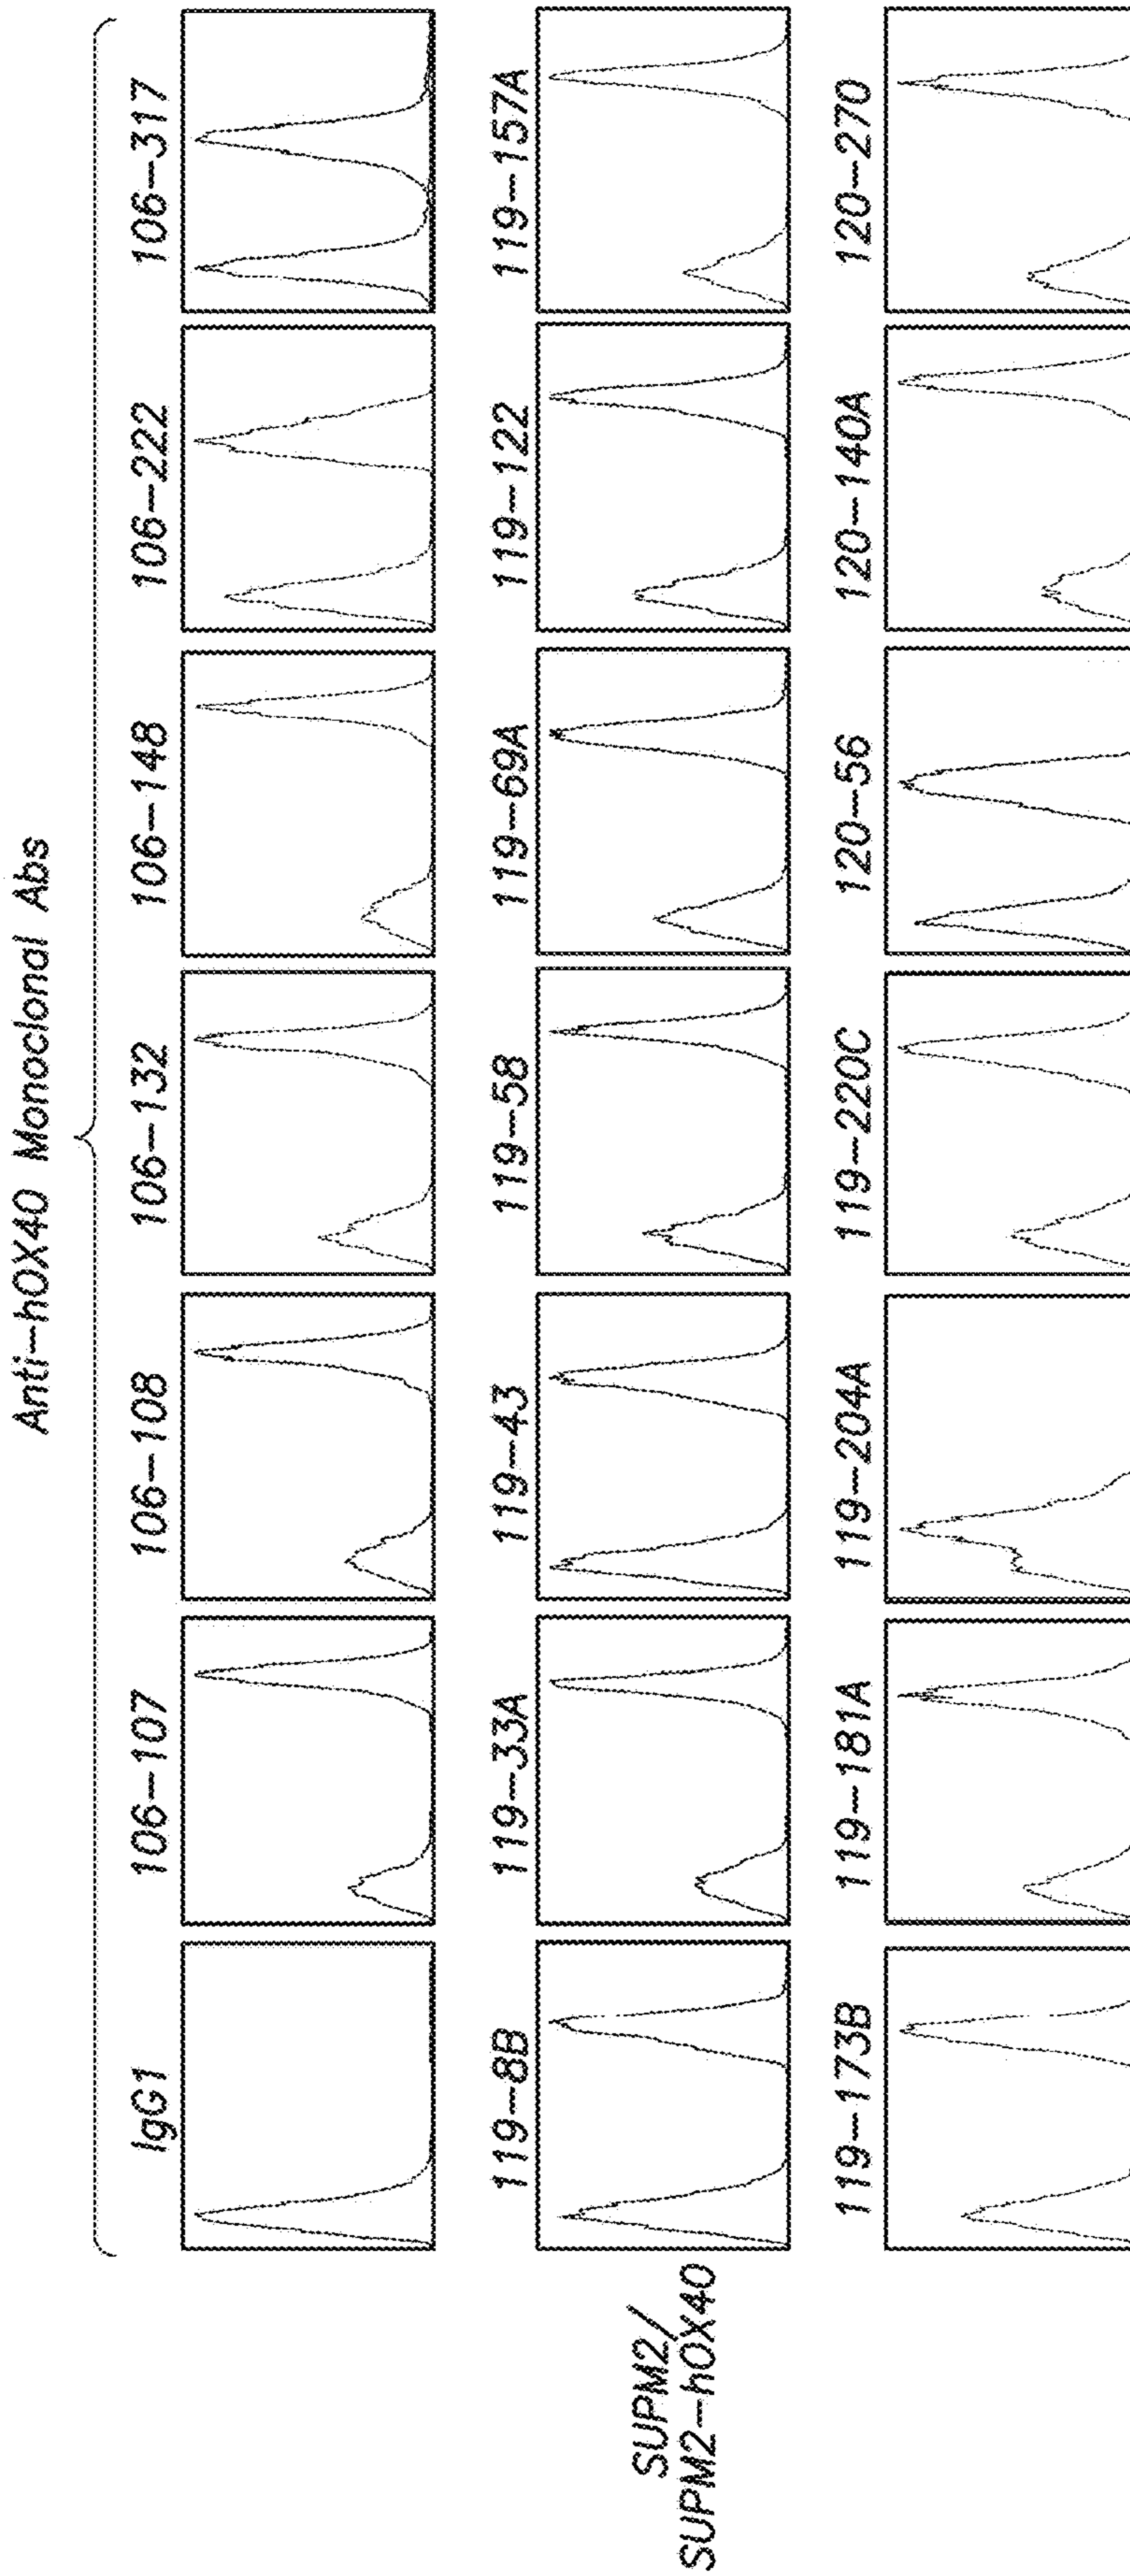 Anti-hOX40 Monoclonal Abs
IgG1 106-107 106-108 106-132 106-148 106-222 106-317
119-8B 119-33A 119-43 119-58 119-69A 119-122 119-157A
SUPM2/
SUPM2-hOX40
119-173B 119-181A 119-204A 119-220C 120-56 120-140A 120-270